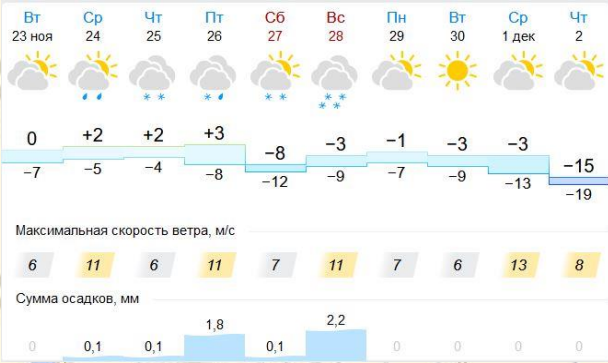 Вт Ср Чт Пт Сб Вс Пн Вт Ср Чт
23 ноя 24 25 26 27 28 29 30 1 дек 2
0 +2 +2 +3 −8 −3 −1 −3 −3 −15
−7 −5 −4 −8 −12 −9 −7 −9 −13 −19
Максимальная скорость ветра, м/с
6 11 6 11 7 11 7 6 13 8
Сумма осадков, мм
0 0,1 0,1 1,8 0,1 2,2 0 0 0 0